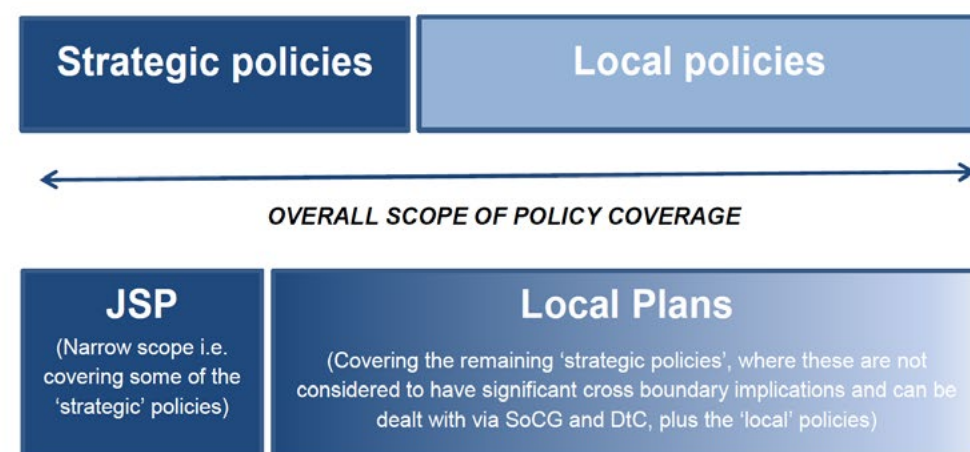 Strategic policies
Local policies
OVERALL SCOPE OF POLICY COVERAGE
JSP
(Narrow scope i.e.
covering some of the
‘strategic’ policies)
Local Plans
(Covering the remaining ‘strategic policies’, where these are not
considered to have significant cross boundary implications and can be
dealt with via SoCG and DtC, plus the ‘local’ policies)